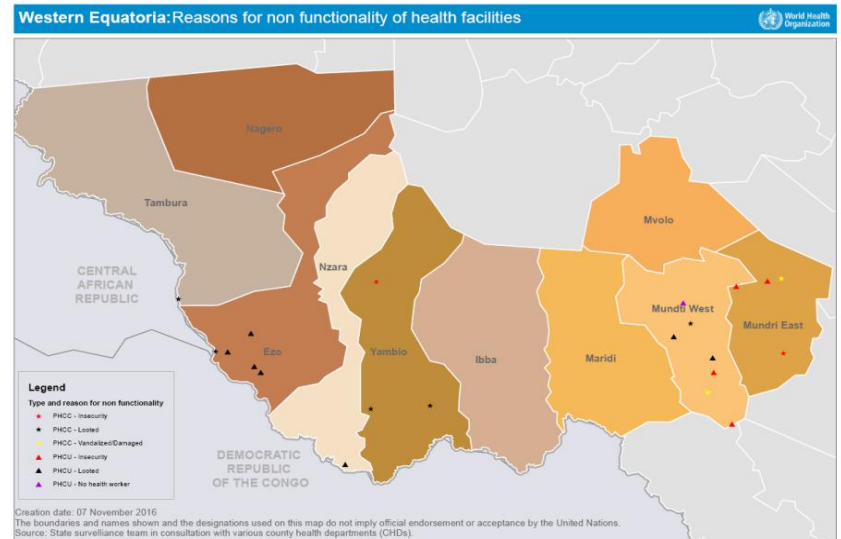 Western Equatoria: Reasons for non functionality of health facilities
World Health
Organization
Nagero
Tambura
Mvolo
CENTRAL
AFRICAN
REPUBLIC
Nzara
Mundri West
Mundri East
Ezo
Yambio
Ibba
Maridi
Legend
Type and reason for non functionality
PHCC - Insecurity
PHCC - Looted
PHCC - Vandalized/Damaged
PHCU - Insecurity
PHCU - Looted
PHCU - No health worker
DEMOCRATIC
REPUBLIC
OF THE CONGO
Creation date: 07 November 2016
The boundaries and names shown and the designations used on this map do not imply official endorsement or acceptance by the United Nations.
Source: State surveillance team in consultation with various county health departments (CHDs).